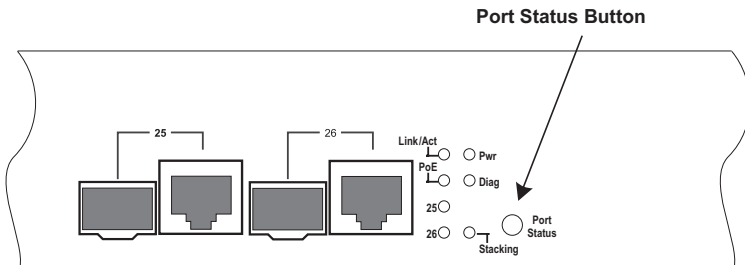 Port Status Button
25
26
Link/Act
Pwr
PoE
Diag
25
26
Stacking
Port
Status